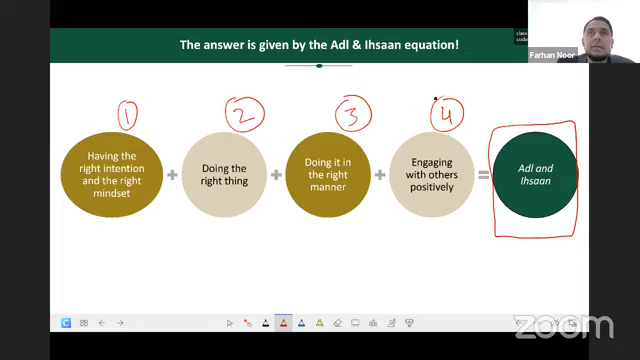 The answer is given by the Adl & Ihsaan equation!
Farhan Noor
1
2
3
4
Having the
right intention
and the right
mindset
+
Doing the
right thing
+
Doing it in
the right
manner
+
Engaging
with others
positively
=
Adl and
Ihsaan
zoom